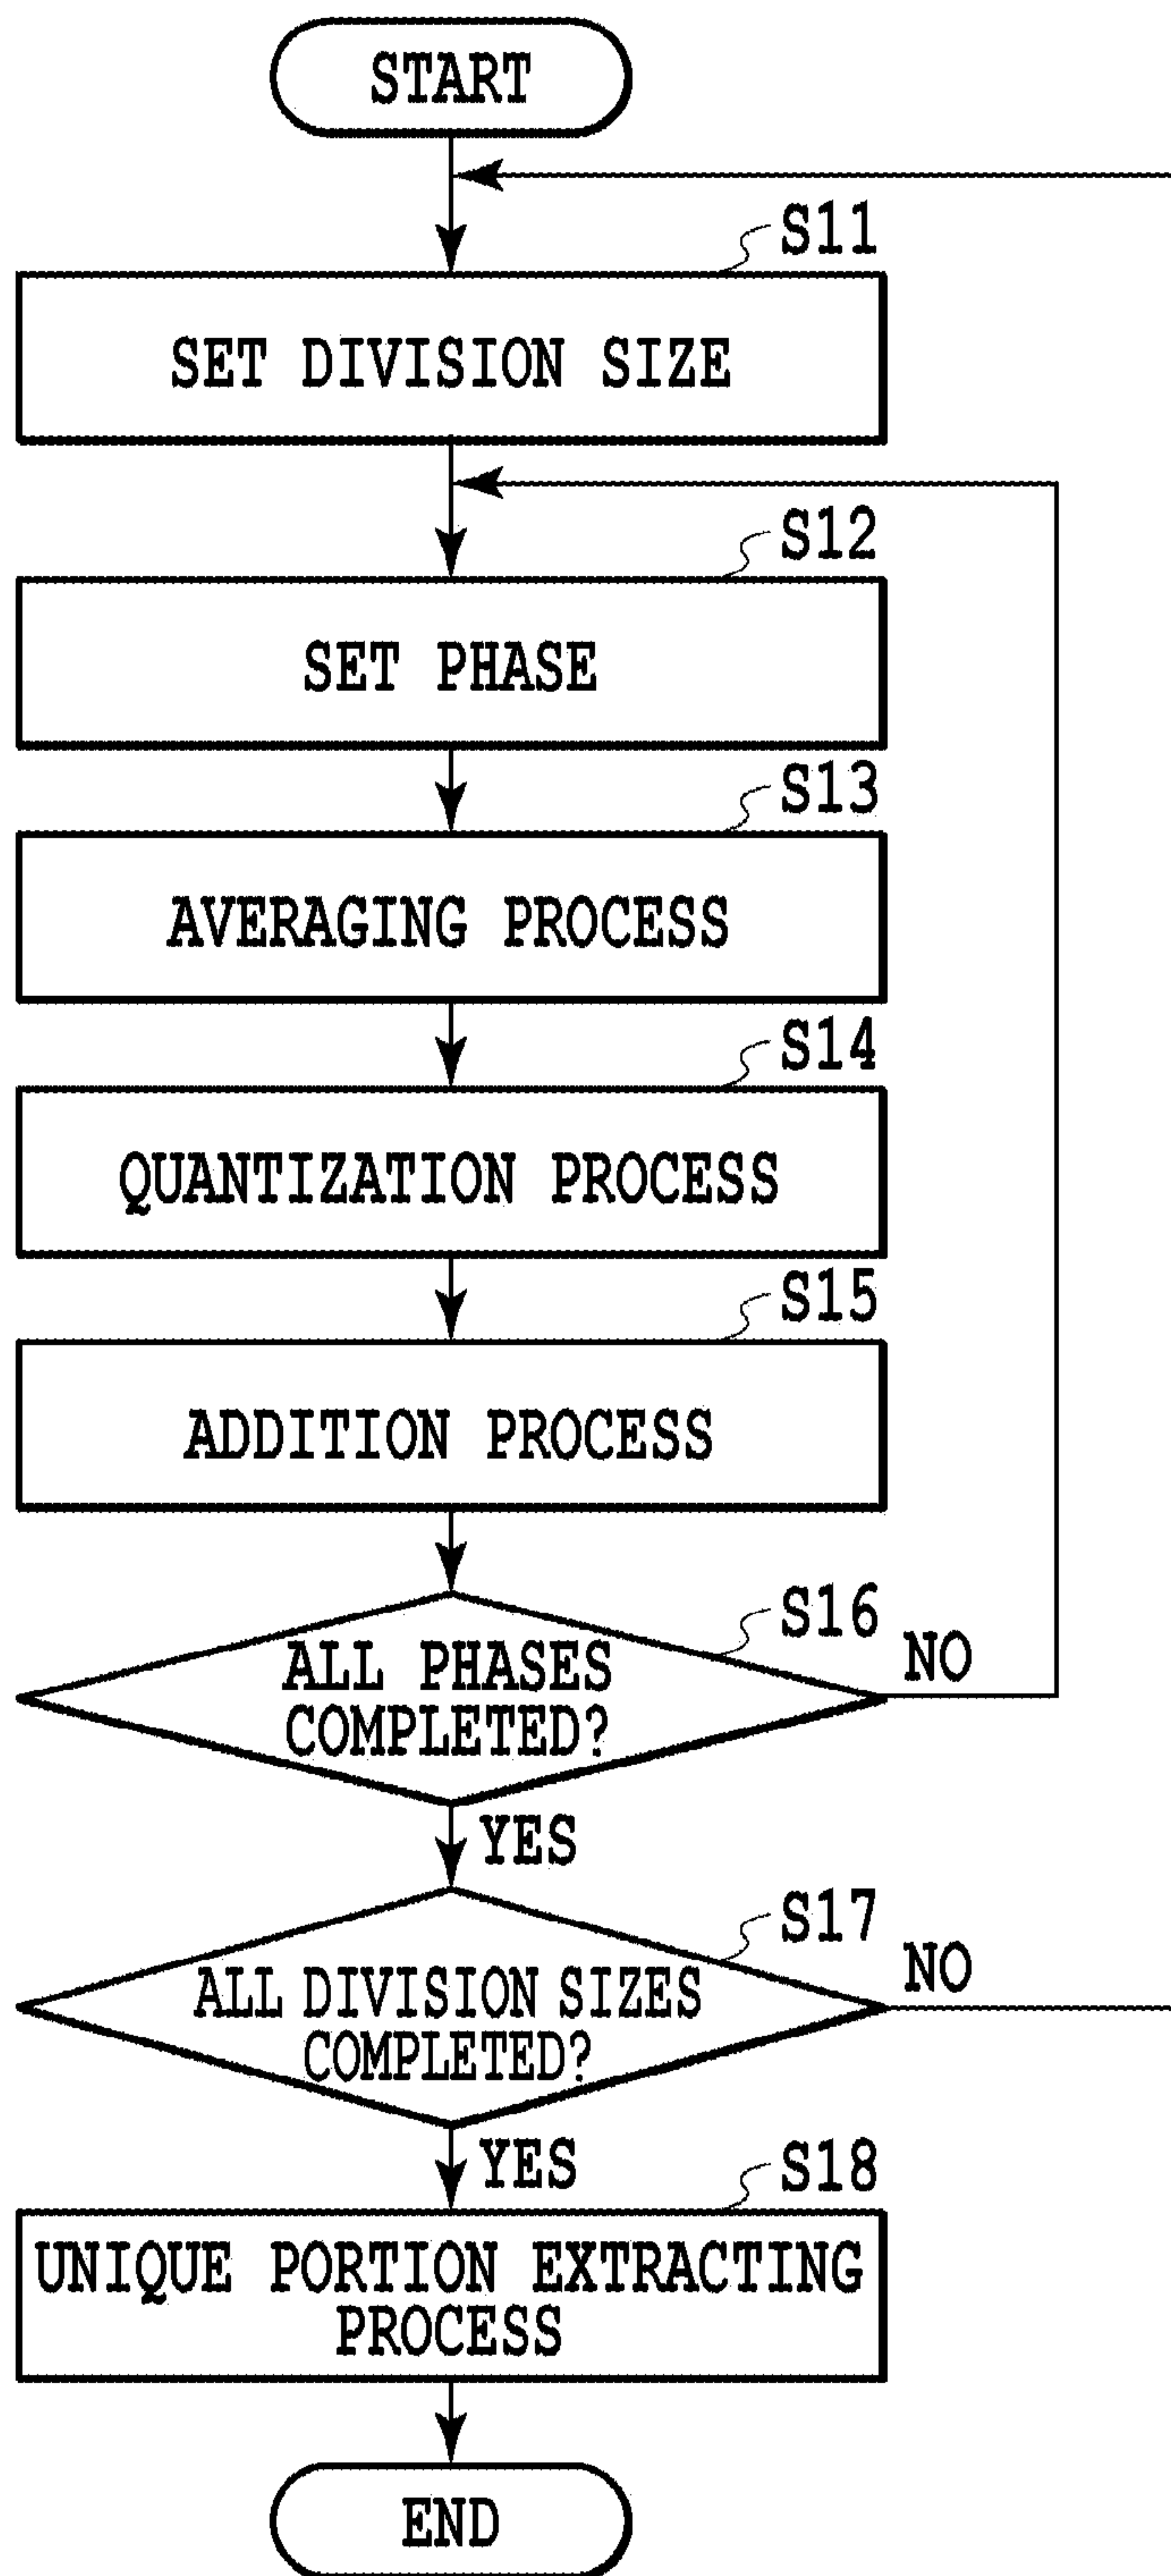 START
S11
SET DIVISION SIZE
S12
SET PHASE
S13
AVERAGING PROCESS
S14
QUANTIZATION PROCESS
S15
ADDITION PROCESS
S16
ALL PHASES
COMPLETED?
NO
YES
S17
ALL DIVISION SIZES
COMPLETED?
NO
YES
S18
UNIQUE PORTION EXTRACTING
PROCESS
END